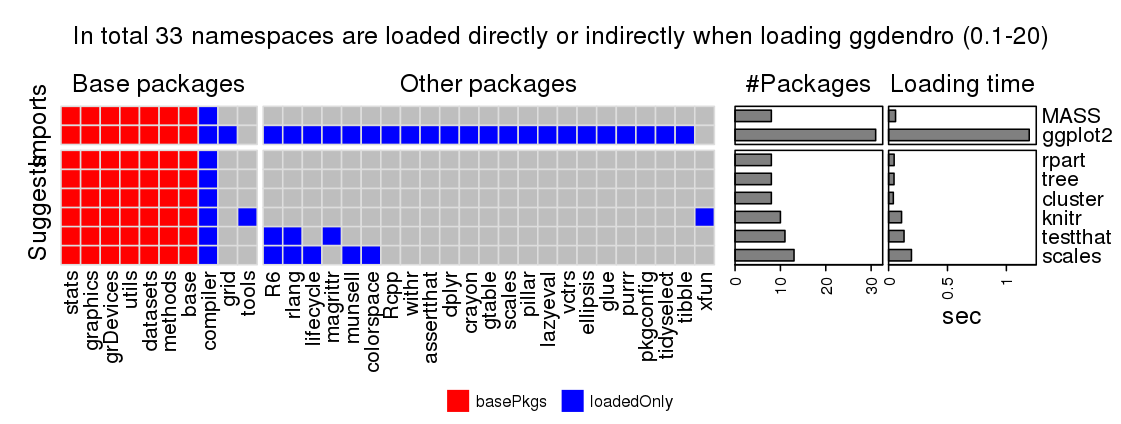 In total 33 namespaces are loaded directly or indirectly when loading ggdendro (0.1-20)
Base packages
Other packages
#Packages
Loading time
Imports
Suggests
MASS
ggplot2
rpart
tree
cluster
knitr
testthat
scales
stats
graphics
grDevices
utils
datasets
methods
base
compiler
grid
tools
R6
rlang
lifecycle
magrittr
munsell
colorspace
Rcpp
withr
assertthat
dplyr
crayon
gtable
scales
pillar
lazyeval
vctrs
ellipsis
glue
purrr
pkgconfig
tidyselect
tibble
xfun
0 10 20 30
0 0.5 1
sec
basePkgs loadedOnly